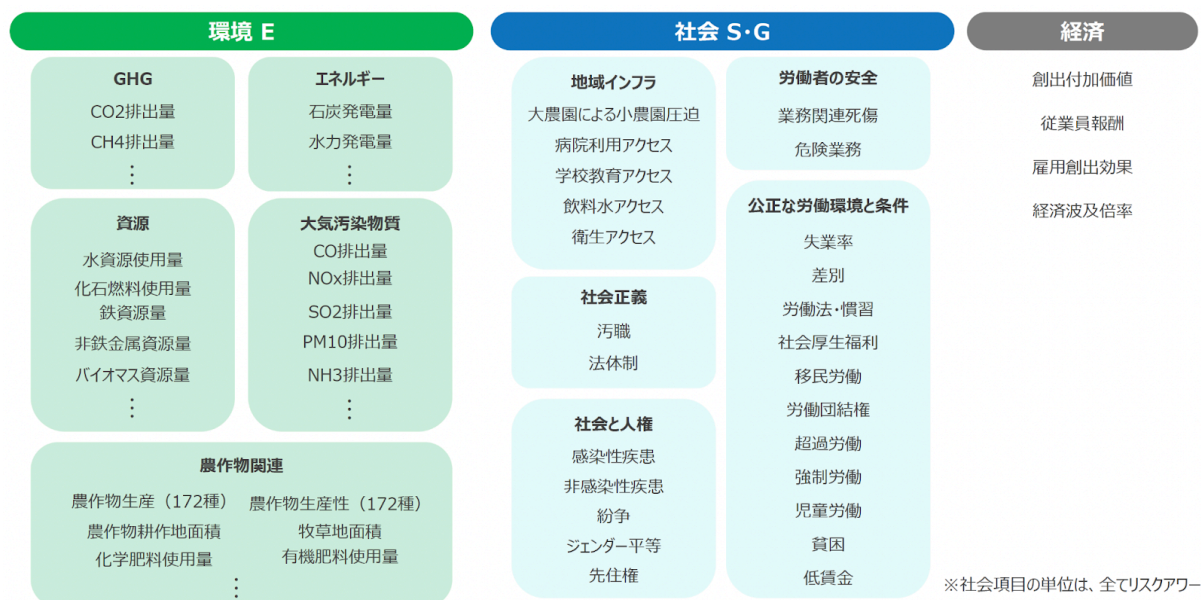 環境 E
GHG
CO2排出量
CH4排出量
⋮
エネルギー
石炭発電量
水力発電量
⋮
資源
水資源使用量
化石燃料使用量
鉄資源量
非鉄金属資源量
バイオマス資源量
⋮
大気汚染物質
CO排出量
NOx排出量
SO2排出量
PM10排出量
NH3排出量
⋮
農作物関連
農作物生産（172種）
農作物耕作地面積
化学肥料使用量
農作物生産性（172種）
牧草地面積
有機肥料使用量
⋮
社会 S・G
地域インフラ
大農園による小農園圧迫
病院利用アクセス
学校教育アクセス
飲料水アクセス
衛生アクセス
社会正義
汚職
法体制
社会と人権
感染性疾患
非感染性疾患
紛争
ジェンダー平等
先住権
労働者の安全
業務関連死傷
危険業務
公正な労働環境と条件
失業率
差別
労働法・慣習
社会厚生福利
移民労働
労働団結権
超過労働
強制労働
児童労働
貧困
低賃金
経済
創出付加価値
従業員報酬
雇用創出効果
経済波及倍率
※社会項目の単位は、全てリスクアワー